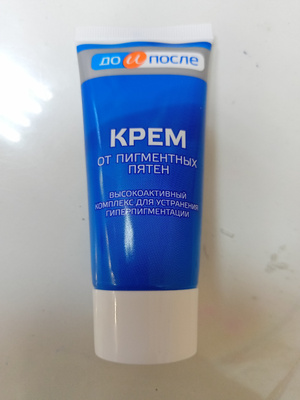 до и после
КРЕМ
ОТ ПИГМЕНТНЫХ
ПЯТЕН
ВЫСОКОАКТИВНЫЙ
КОМПЛЕКС ДЛЯ УСТРАНЕНИЯ
ГИПЕРПИГМЕНТАЦИИ